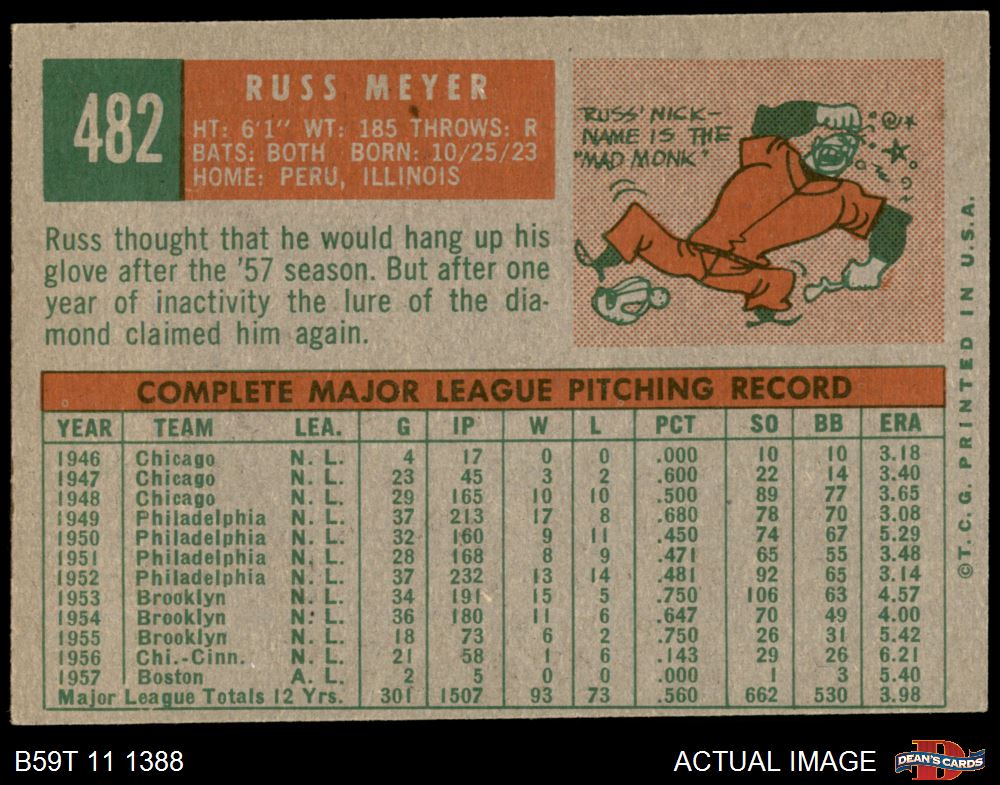 482
RUSS MEYER
HT: 6'1" WT: 185 THROWS: R
BATS: BOTH BORN: 10/25/23
HOME: PERU, ILLINOIS
RUSS' NICK-
NAME IS THE
"MAD MONK"
Russ thought that he would hang up his
glove after the '57 season. But after one
year of inactivity the lure of the dia-
mond claimed him again.
COMPLETE MAJOR LEAGUE PITCHING RECORD
YEAR TEAM LEA. G IP W L PCT SO BB ERA
1946 Chicago N. L. 4 17 0 0 .000 10 10 3.18
1947 Chicago N. L. 23 45 3 2 .600 22 14 3.40
1948 Chicago N. L. 29 165 10 10 .500 89 77 3.65
1949 Philadelphia N. L. 37 213 17 8 .680 78 70 3.08
1950 Philadelphia N. L. 32 160 9 11 .450 74 67 5.29
1951 Philadelphia N. L. 28 168 8 9 .471 65 55 3.48
1952 Philadelphia N. L. 37 232 13 14 .481 92 65 3.14
1953 Brooklyn N. L. 34 191 15 5 .750 106 63 4.57
1954 Brooklyn N. L. 36 180 11 6 .647 70 49 4.00
1955 Brooklyn N. L. 18 73 6 2 .750 26 31 5.42
1956 Chi.-Cinn. N. L. 21 58 1 6 .143 29 26 6.21
1957 Boston A. L. 2 5 0 0 .000 1 3 5.40
Major League Totals 12 Yrs. 301 1507 93 73 .560 662 530 3.98
©T.C.G. PRINTED IN U.S.A.
B59T 11 1388
ACTUAL IMAGE
DEAN'S CARDS